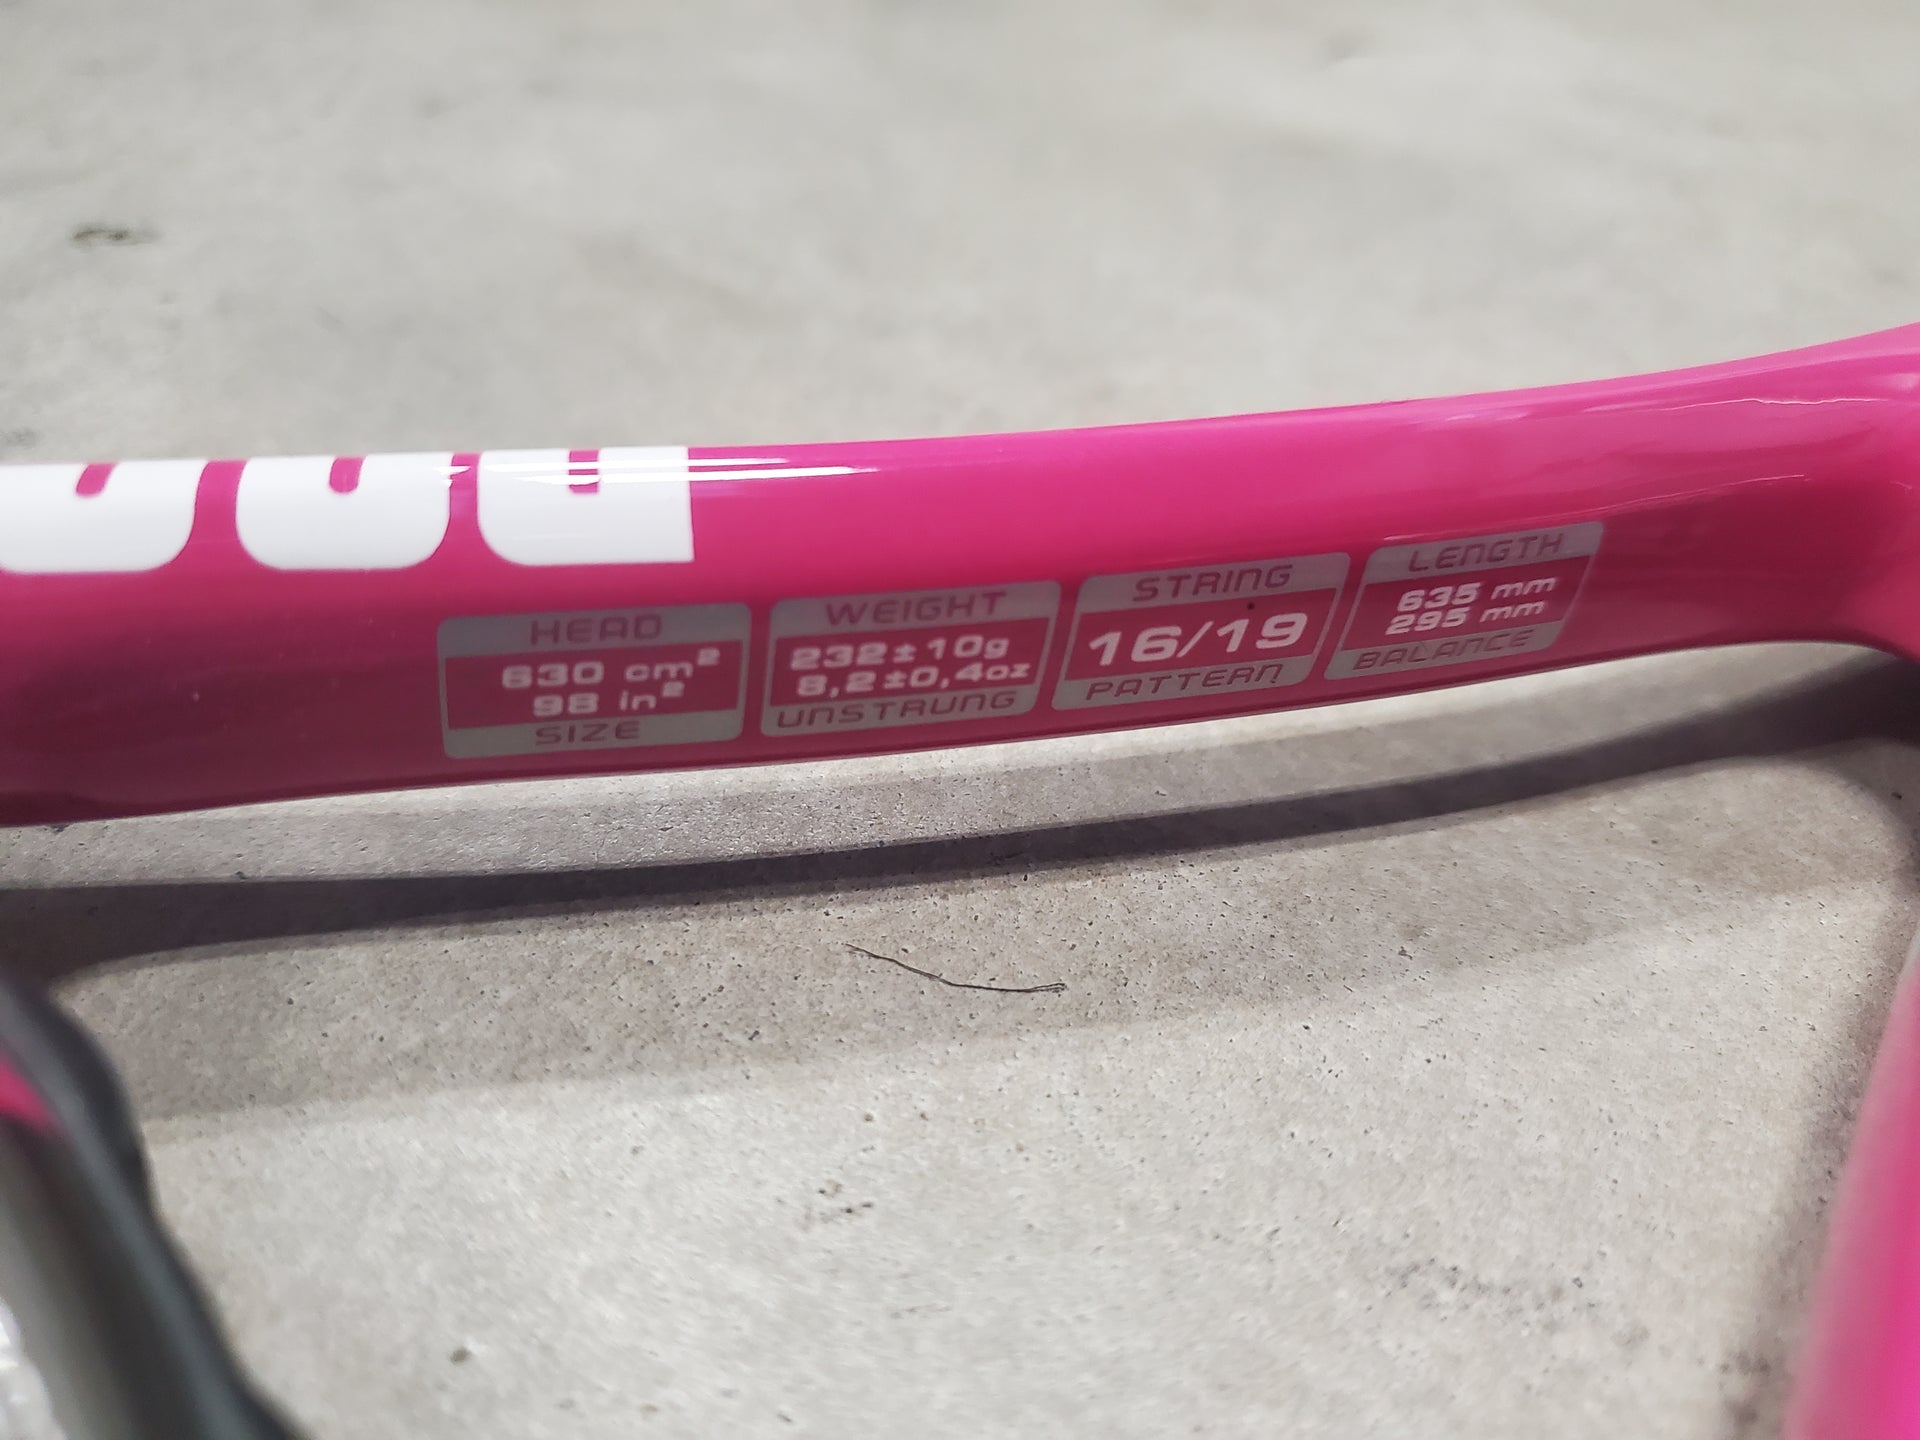 HEAD
630 cm²
98 in²
SIZE
WEIGHT
232±10g
8,2±0,4oz
UNSTRUNG
STRING
16/19
PATTERN
LENGTH
635 mm
295 mm
BALANCE